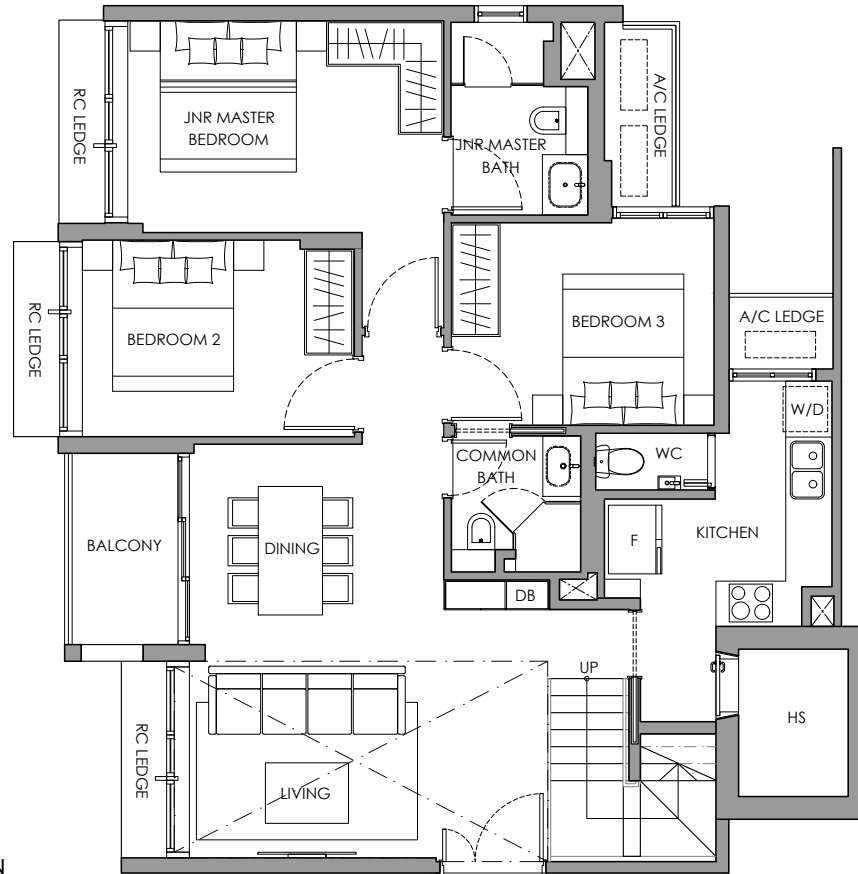 RC LEDGE
JNR MASTER
BEDROOM
JNR MASTER
BATH
A/C LEDGE
RC LEDGE
BEDROOM 2
BEDROOM 3
A/C LEDGE
W/D
COMMON
BATH
WC
BALCONY
DINING
F
KITCHEN
DB
UP
RC LEDGE
LIVING
HS
N